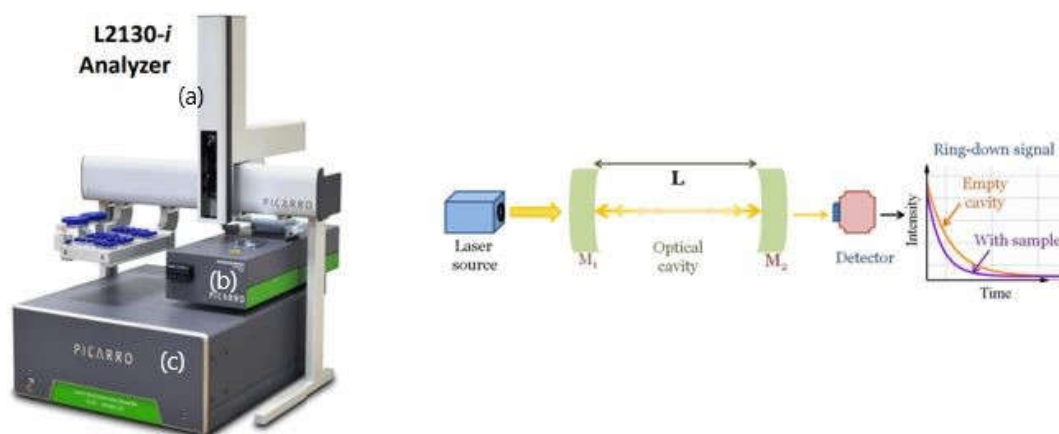 L2130-i
Analyzer
(a)
PICARRO
(b)
PICARRO
PICARRO
(c)
L
Laser
source
M₁
Optical
cavity
M₂
Detector
Ring-down signal
Intensity
Empty
cavity
With sample
Time